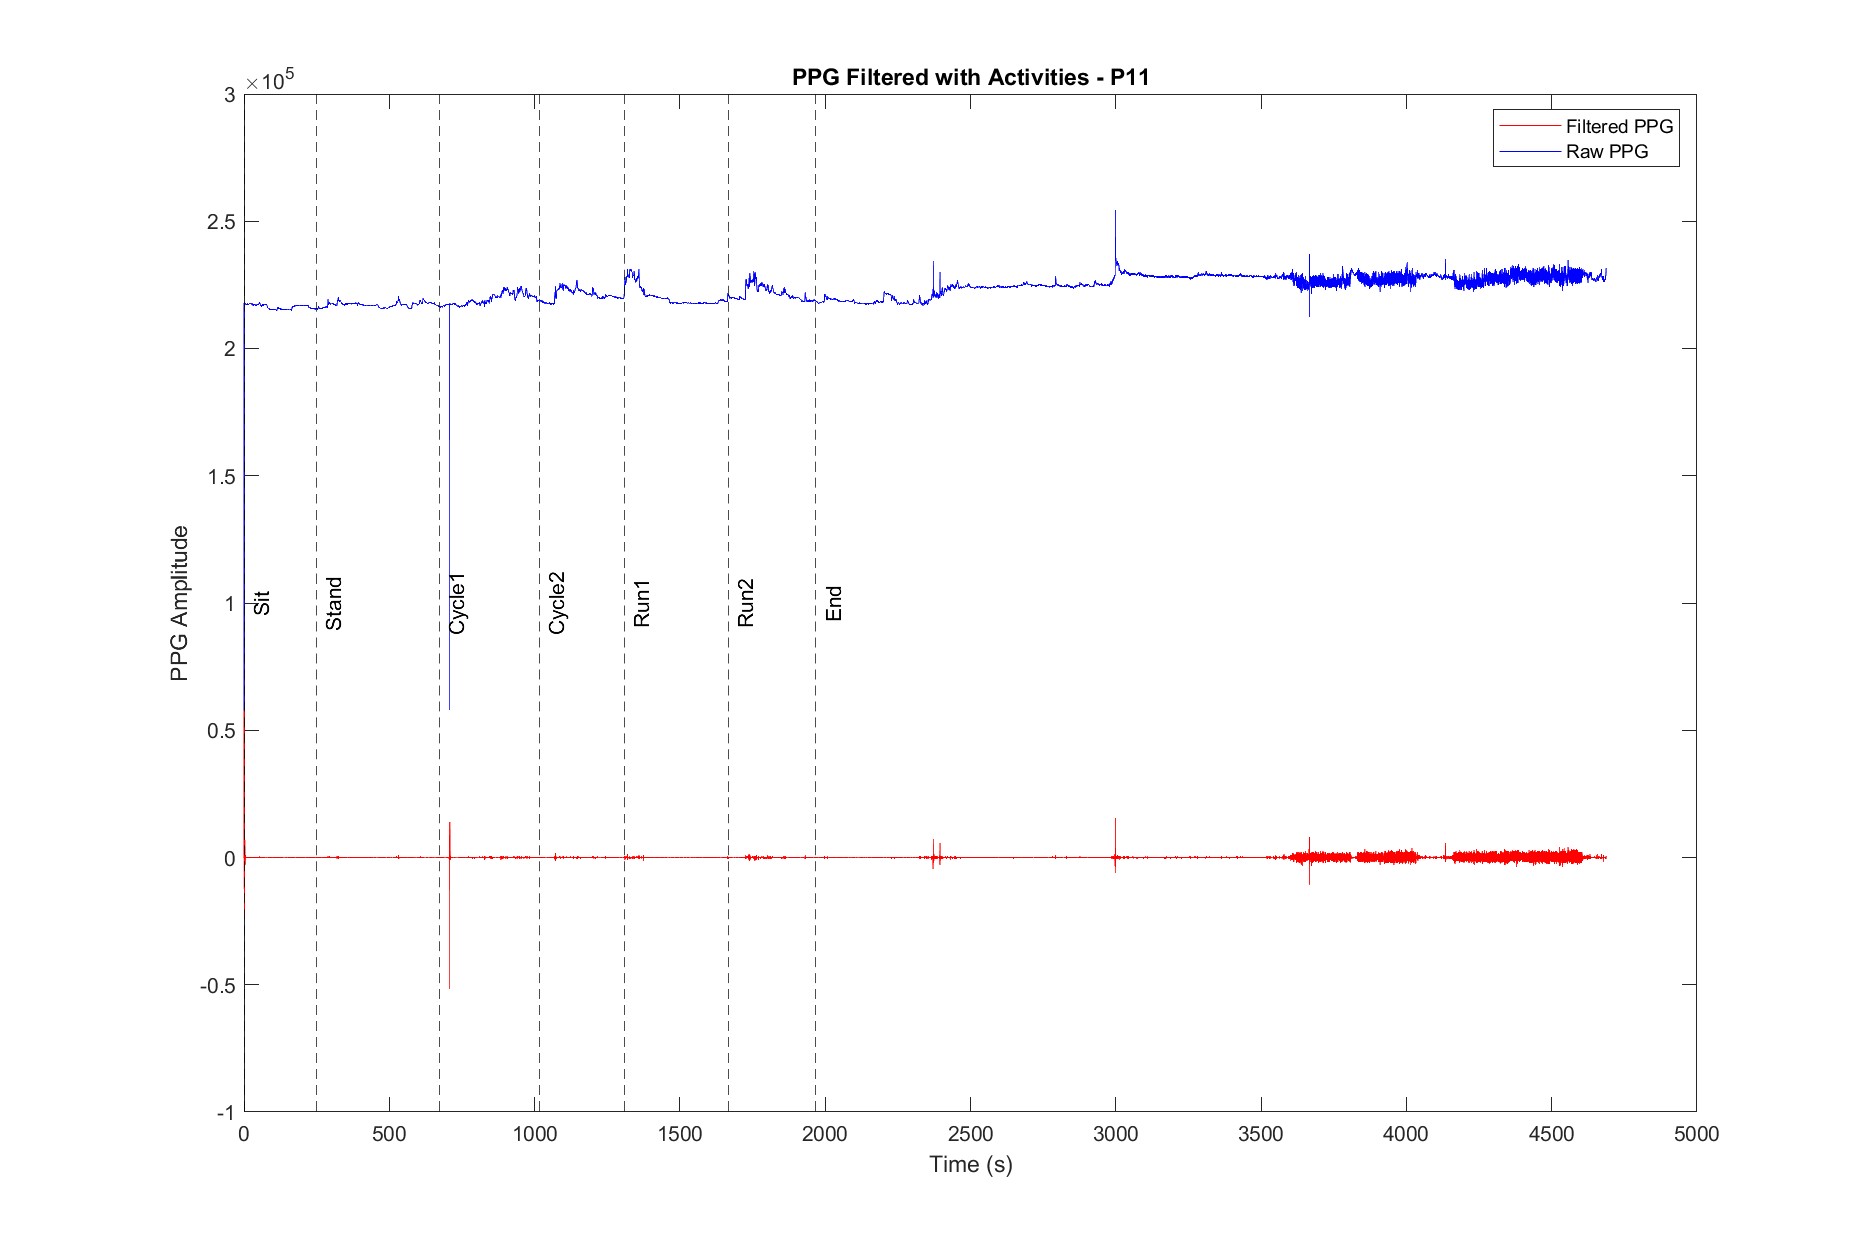 PPG Filtered with Activities - P11
×10^5
Filtered PPG
Raw PPG
3
2.5
2
1.5
1
0.5
0
-0.5
-1
PPG Amplitude
Sit
Stand
Cycle1
Cycle2
Run1
Run2
End
0 500 1000 1500 2000 2500 3000 3500 4000 4500 5000
Time (s)